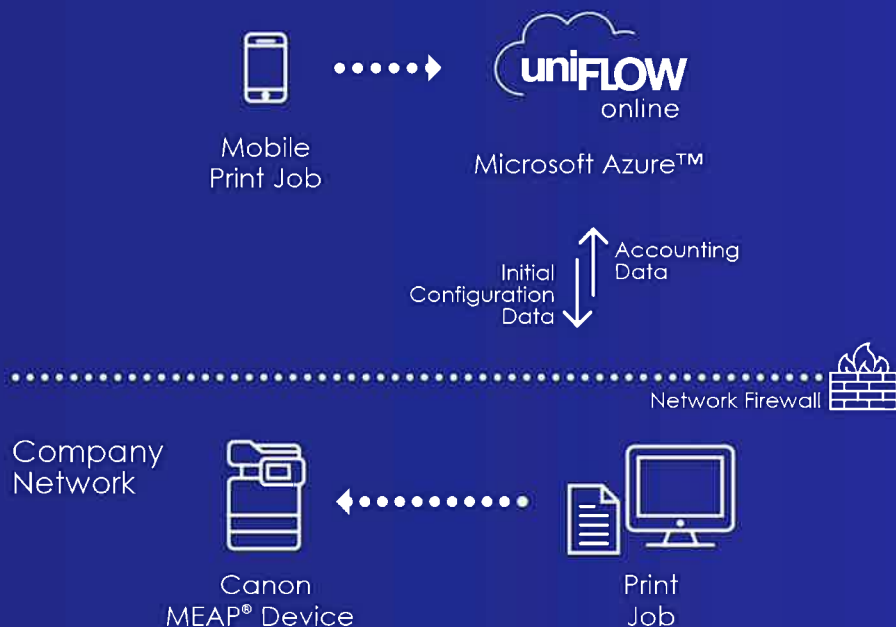 uniFLOW
online
Mobile
Print Job
Microsoft Azure™
Initial
Configuration
Data
Accounting
Data
Network Firewall
Company
Network
Canon
MEAP® Device
Print
Job